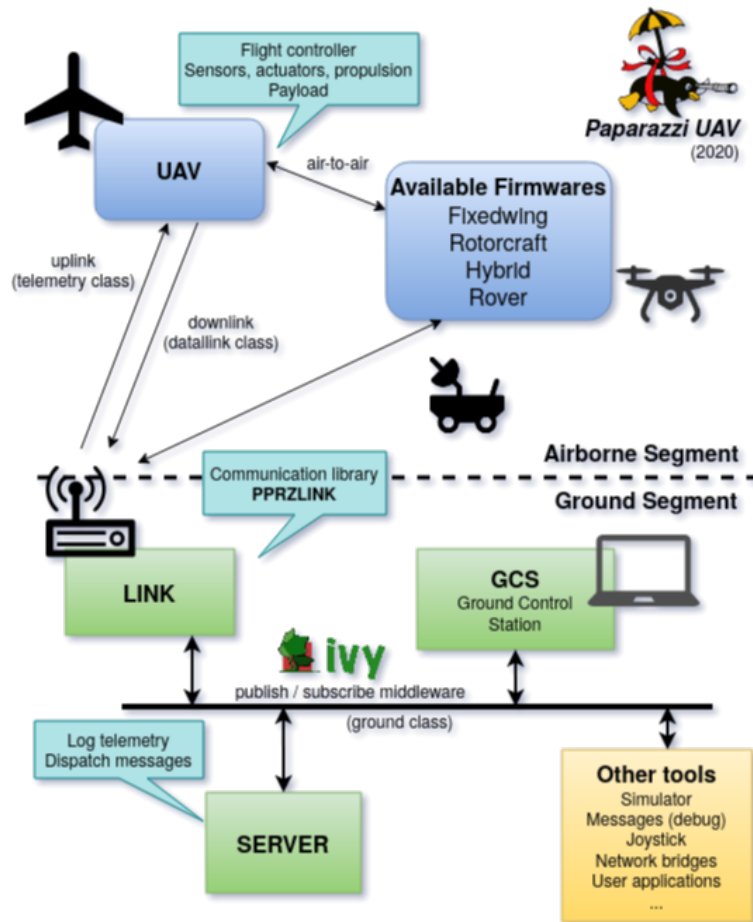 Flight controller
Sensors, actuators, propulsion
Payload
Paparazzi UAV
(2020)
UAV
air-to-air
Available Firmwares
Fixedwing
Rotorcraft
Hybrid
Rover
uplink
(telemetry class)
downlink
(datallink class)
Airborne Segment
Communication library
PPRZLINK
Ground Segment
LINK
GCS
Ground Control
Station
ivy
publish / subscribe middleware
(ground class)
Log telemetry
Dispatch messages
SERVER
Other tools
Simulator
Messages (debug)
Joystick
Network bridges
User applications
...